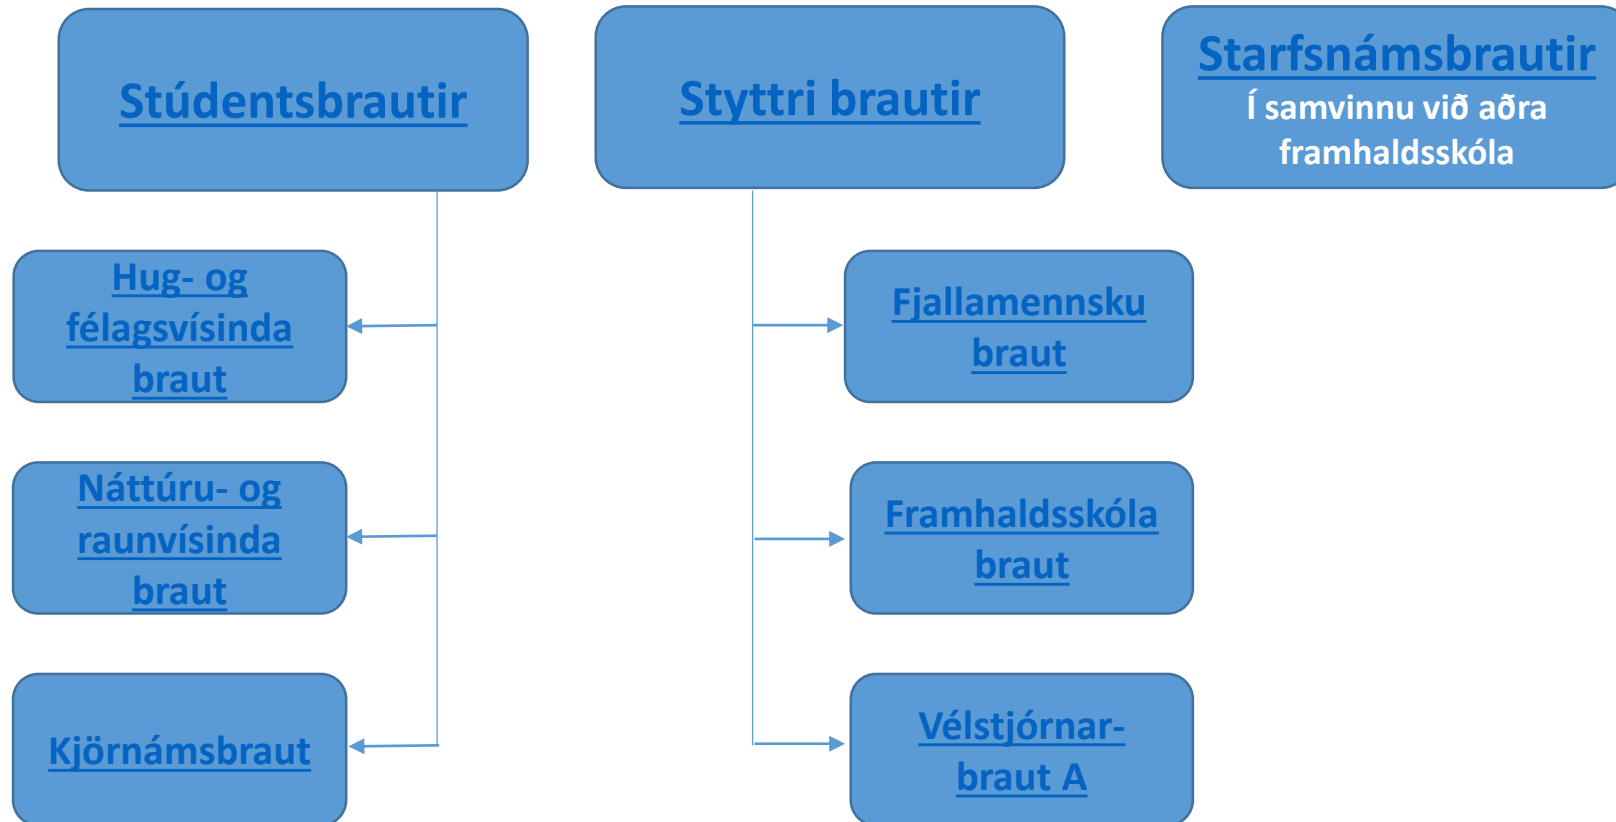 Stúdentsbrautir
Styttri brautir
Starfsnámsbrautir
Í samvinnu við aðra
framhaldsskóla
Hug- og
félagsvísinda
braut
Fjallamennsku
braut
Náttúru- og
raunvísinda
braut
Framhaldsskóla
braut
Kjörnámsbraut
Vélstjórnar-
braut A